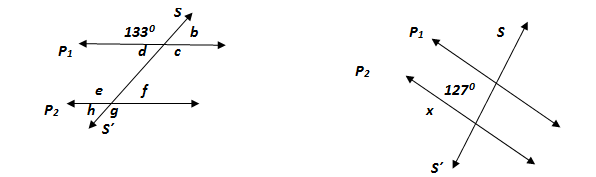 S
133⁰ b
P₁ d c
e f
P₂ h g
S′
P₁ S
P₂ 127⁰
x
S′